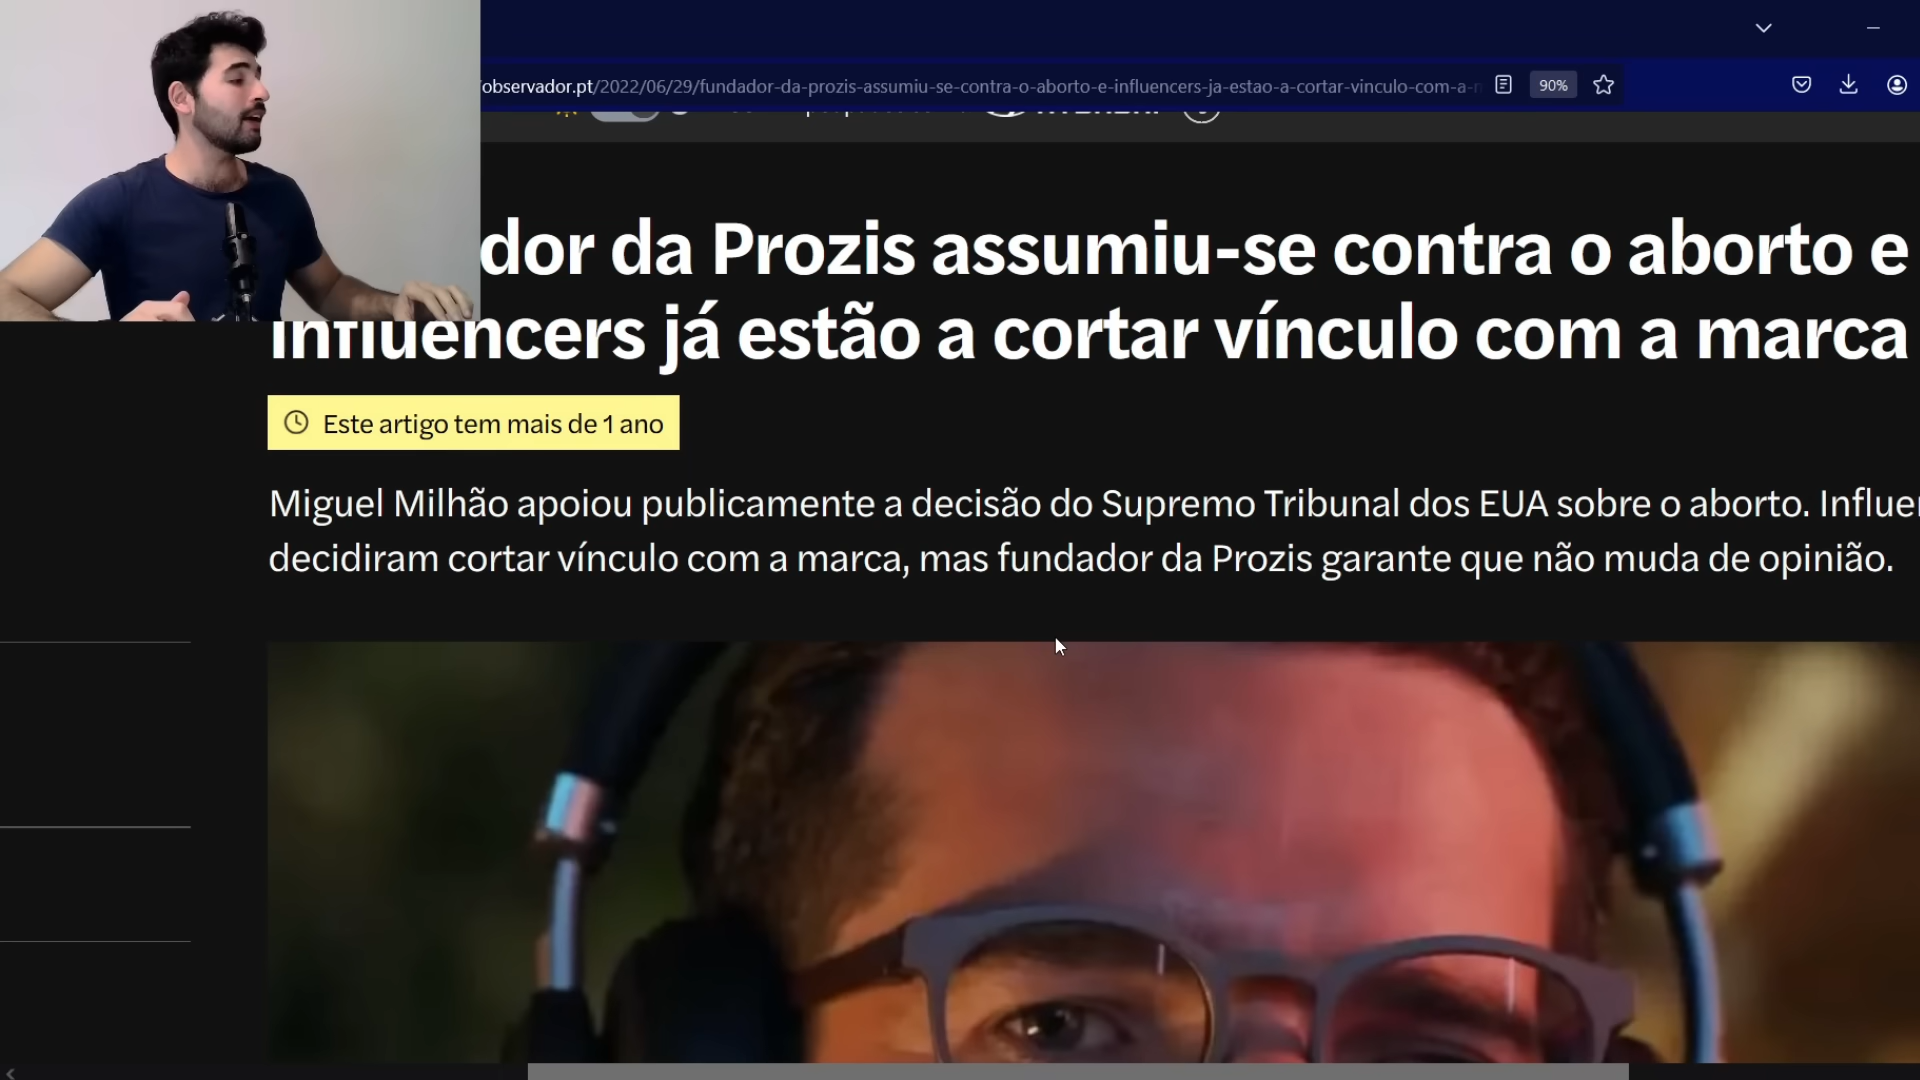 observador.pt/2022/06/29/fundador-da-prozis-assumiu-se-contra-o-aborto-e-influencers-ja-estao-a-cortar-vinculo-com-a-m
90%
dor da Prozis assumiu-se contra o aborto e
influencers já estão a cortar vínculo com a marca
Este artigo tem mais de 1 ano
Miguel Milhão apoiou publicamente a decisão do Supremo Tribunal dos EUA sobre o aborto. Influe
decidiram cortar vínculo com a marca, mas fundador da Prozis garante que não muda de opinião.